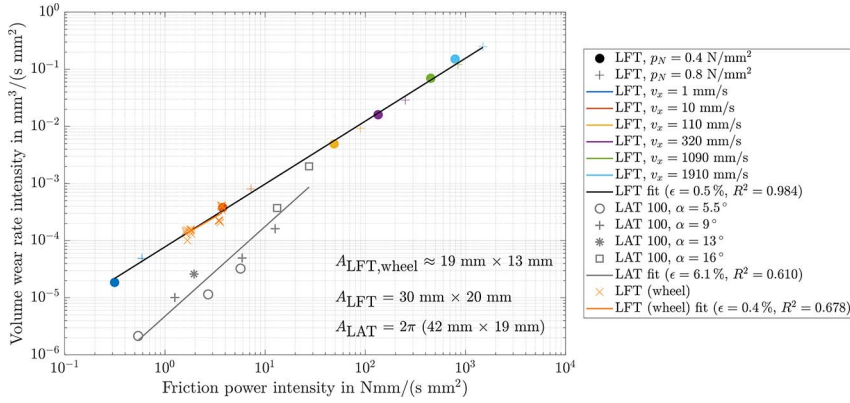 10^0
10^-1
10^-2
10^-3
10^-4
10^-5
10^-6
Volume wear rate intensity in mm^3/(s mm^2)
A_LFT,wheel ≈ 19 mm × 13 mm
A_LFT = 30 mm × 20 mm
A_LAT = 2π (42 mm × 19 mm)
10^-1 10^0 10^1 10^2 10^3 10^4
Friction power intensity in Nmm/(s mm^2)
LFT, p_N = 0.4 N/mm^2
LFT, p_N = 0.8 N/mm^2
LFT, v_x = 1 mm/s
LFT, v_x = 10 mm/s
LFT, v_x = 110 mm/s
LFT, v_x = 320 mm/s
LFT, v_x = 1090 mm/s
LFT, v_x = 1910 mm/s
LFT fit (ϵ = 0.5 %, R^2 = 0.984)
LAT 100, α = 5.5°
LAT 100, α = 9°
LAT 100, α = 13°
LAT 100, α = 16°
LAT fit (ϵ = 6.1 %, R^2 = 0.610)
LFT (wheel)
LFT (wheel) fit (ϵ = 0.4 %, R^2 = 0.678)